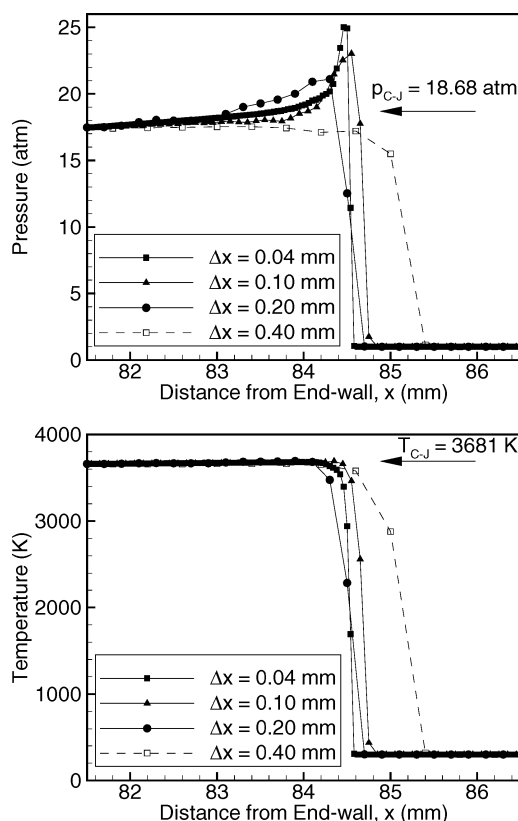 25
20
15
10
5
0
Pressure (atm)
p_C-J = 18.68 atm
Δx = 0.04 mm
Δx = 0.10 mm
Δx = 0.20 mm
Δx = 0.40 mm
82 83 84 85 86
Distance from End-wall, x (mm)
4000
3000
2000
1000
0
Temperature (K)
T_C-J = 3681 K
Δx = 0.04 mm
Δx = 0.10 mm
Δx = 0.20 mm
Δx = 0.40 mm
82 83 84 85 86
Distance from End-wall, x (mm)